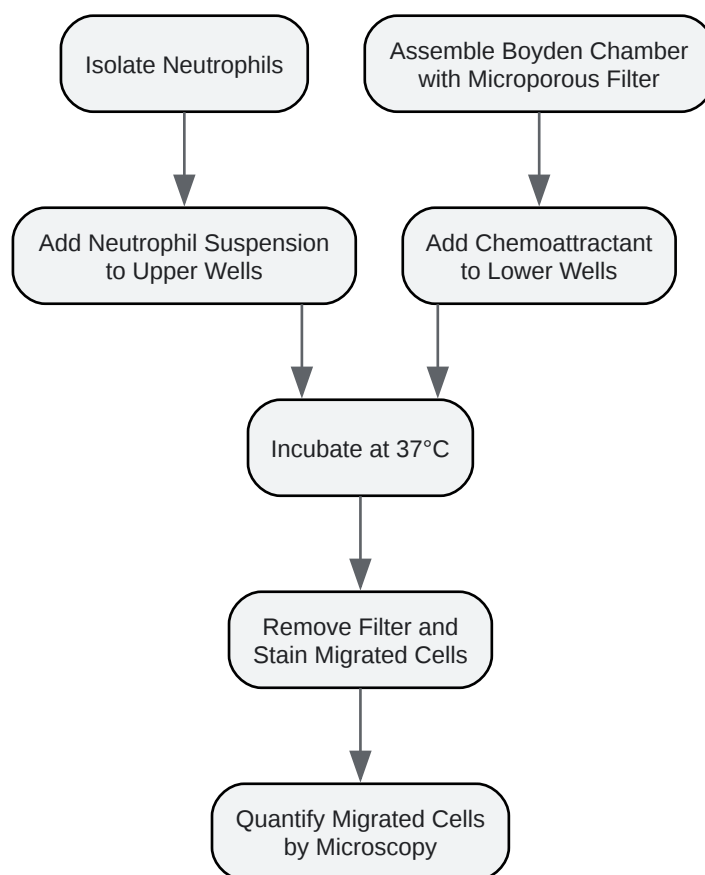 Isolate Neutrophils
Assemble Boyden Chamber
with Microporous Filter
Add Neutrophil Suspension
to Upper Wells
Add Chemoattractant
to Lower Wells
Incubate at 37°C
Remove Filter and
Stain Migrated Cells
Quantify Migrated Cells
by Microscopy